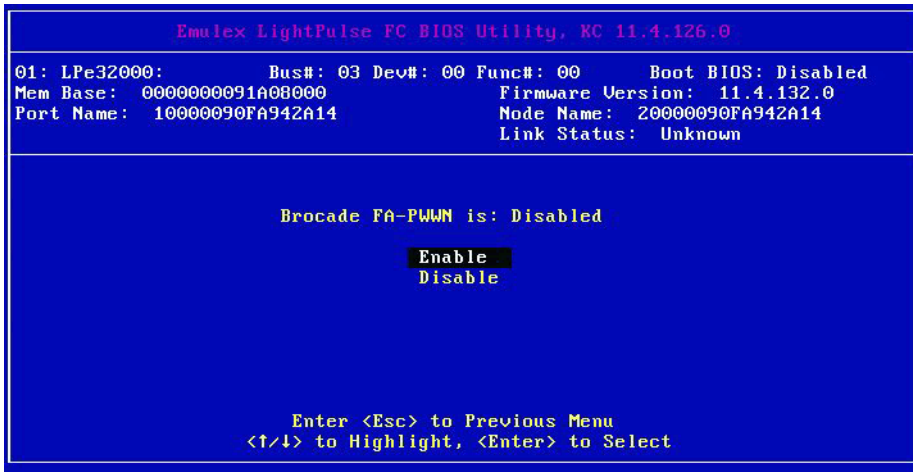 Emulex LightPulse FC BIOS Utility, KC 11.4.126.0
01: LPe32000: Bus#: 03 Dev#: 00 Func#: 00 Boot BIOS: Disabled
Mem Base: 0000000091A08000 Firmware Version: 11.4.132.0
Port Name: 10000090FA942A14 Node Name: 20000090FA942A14
Link Status: Unknown
Brocade FA-PWWN is: Disabled
Enable
Disable
Enter <Esc> to Previous Menu
<↑/↓> to Highlight, <Enter> to Select